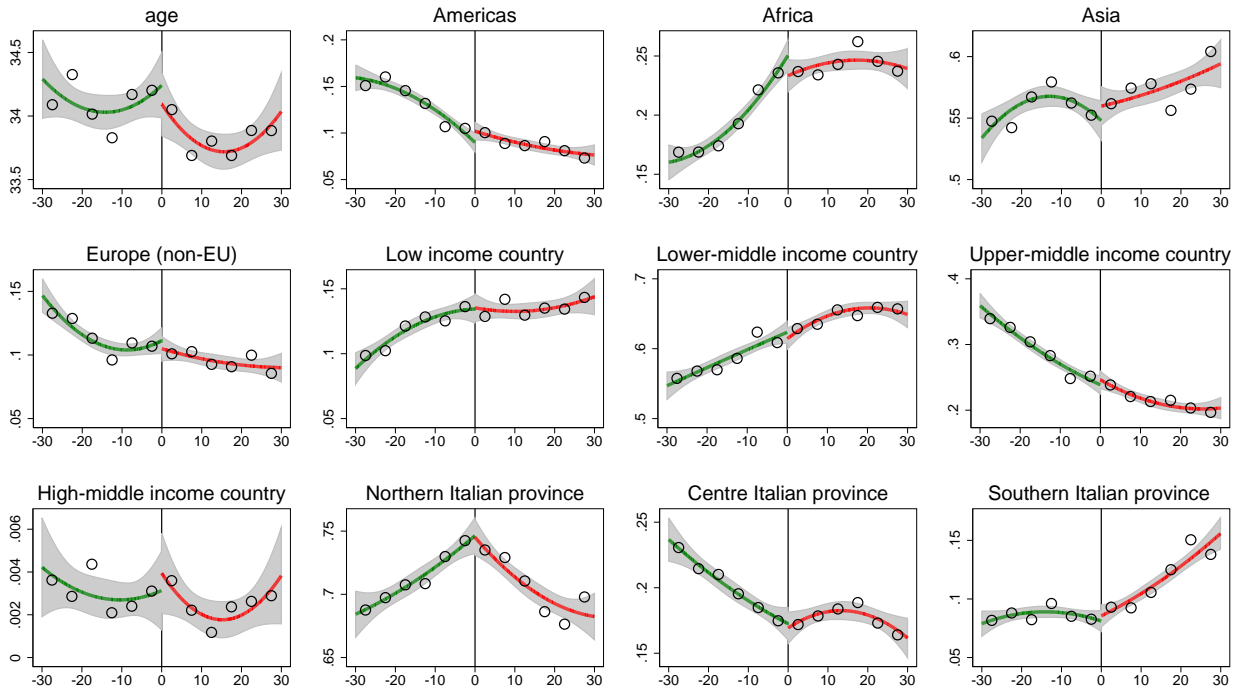 age Americas Africa Asia
34.5 .2 .25 .6
34 .15 .2 .55
33.5 .1 .15 .5
.05
-30 -20 -10 0 10 20 30 -30 -20 -10 0 10 20 30 -30 -20 -10 0 10 20 30 -30 -20 -10 0 10 20 30
Europe (non-EU) Low income country Lower-middle income country Upper-middle income country
.15 .15 .7 .4
.1 .1 .6 .3
.05 .05 .5 .2
-30 -20 -10 0 10 20 30 -30 -20 -10 0 10 20 30 -30 -20 -10 0 10 20 30 -30 -20 -10 0 10 20 30
High-middle income country Northern Italian province Centre Italian province Southern Italian province
.006 .75 .25 .15
.004 .7 .2 .1
.002 .65 .15 .05
0
-30 -20 -10 0 10 20 30 -30 -20 -10 0 10 20 30 -30 -20 -10 0 10 20 30 -30 -20 -10 0 10 20 30